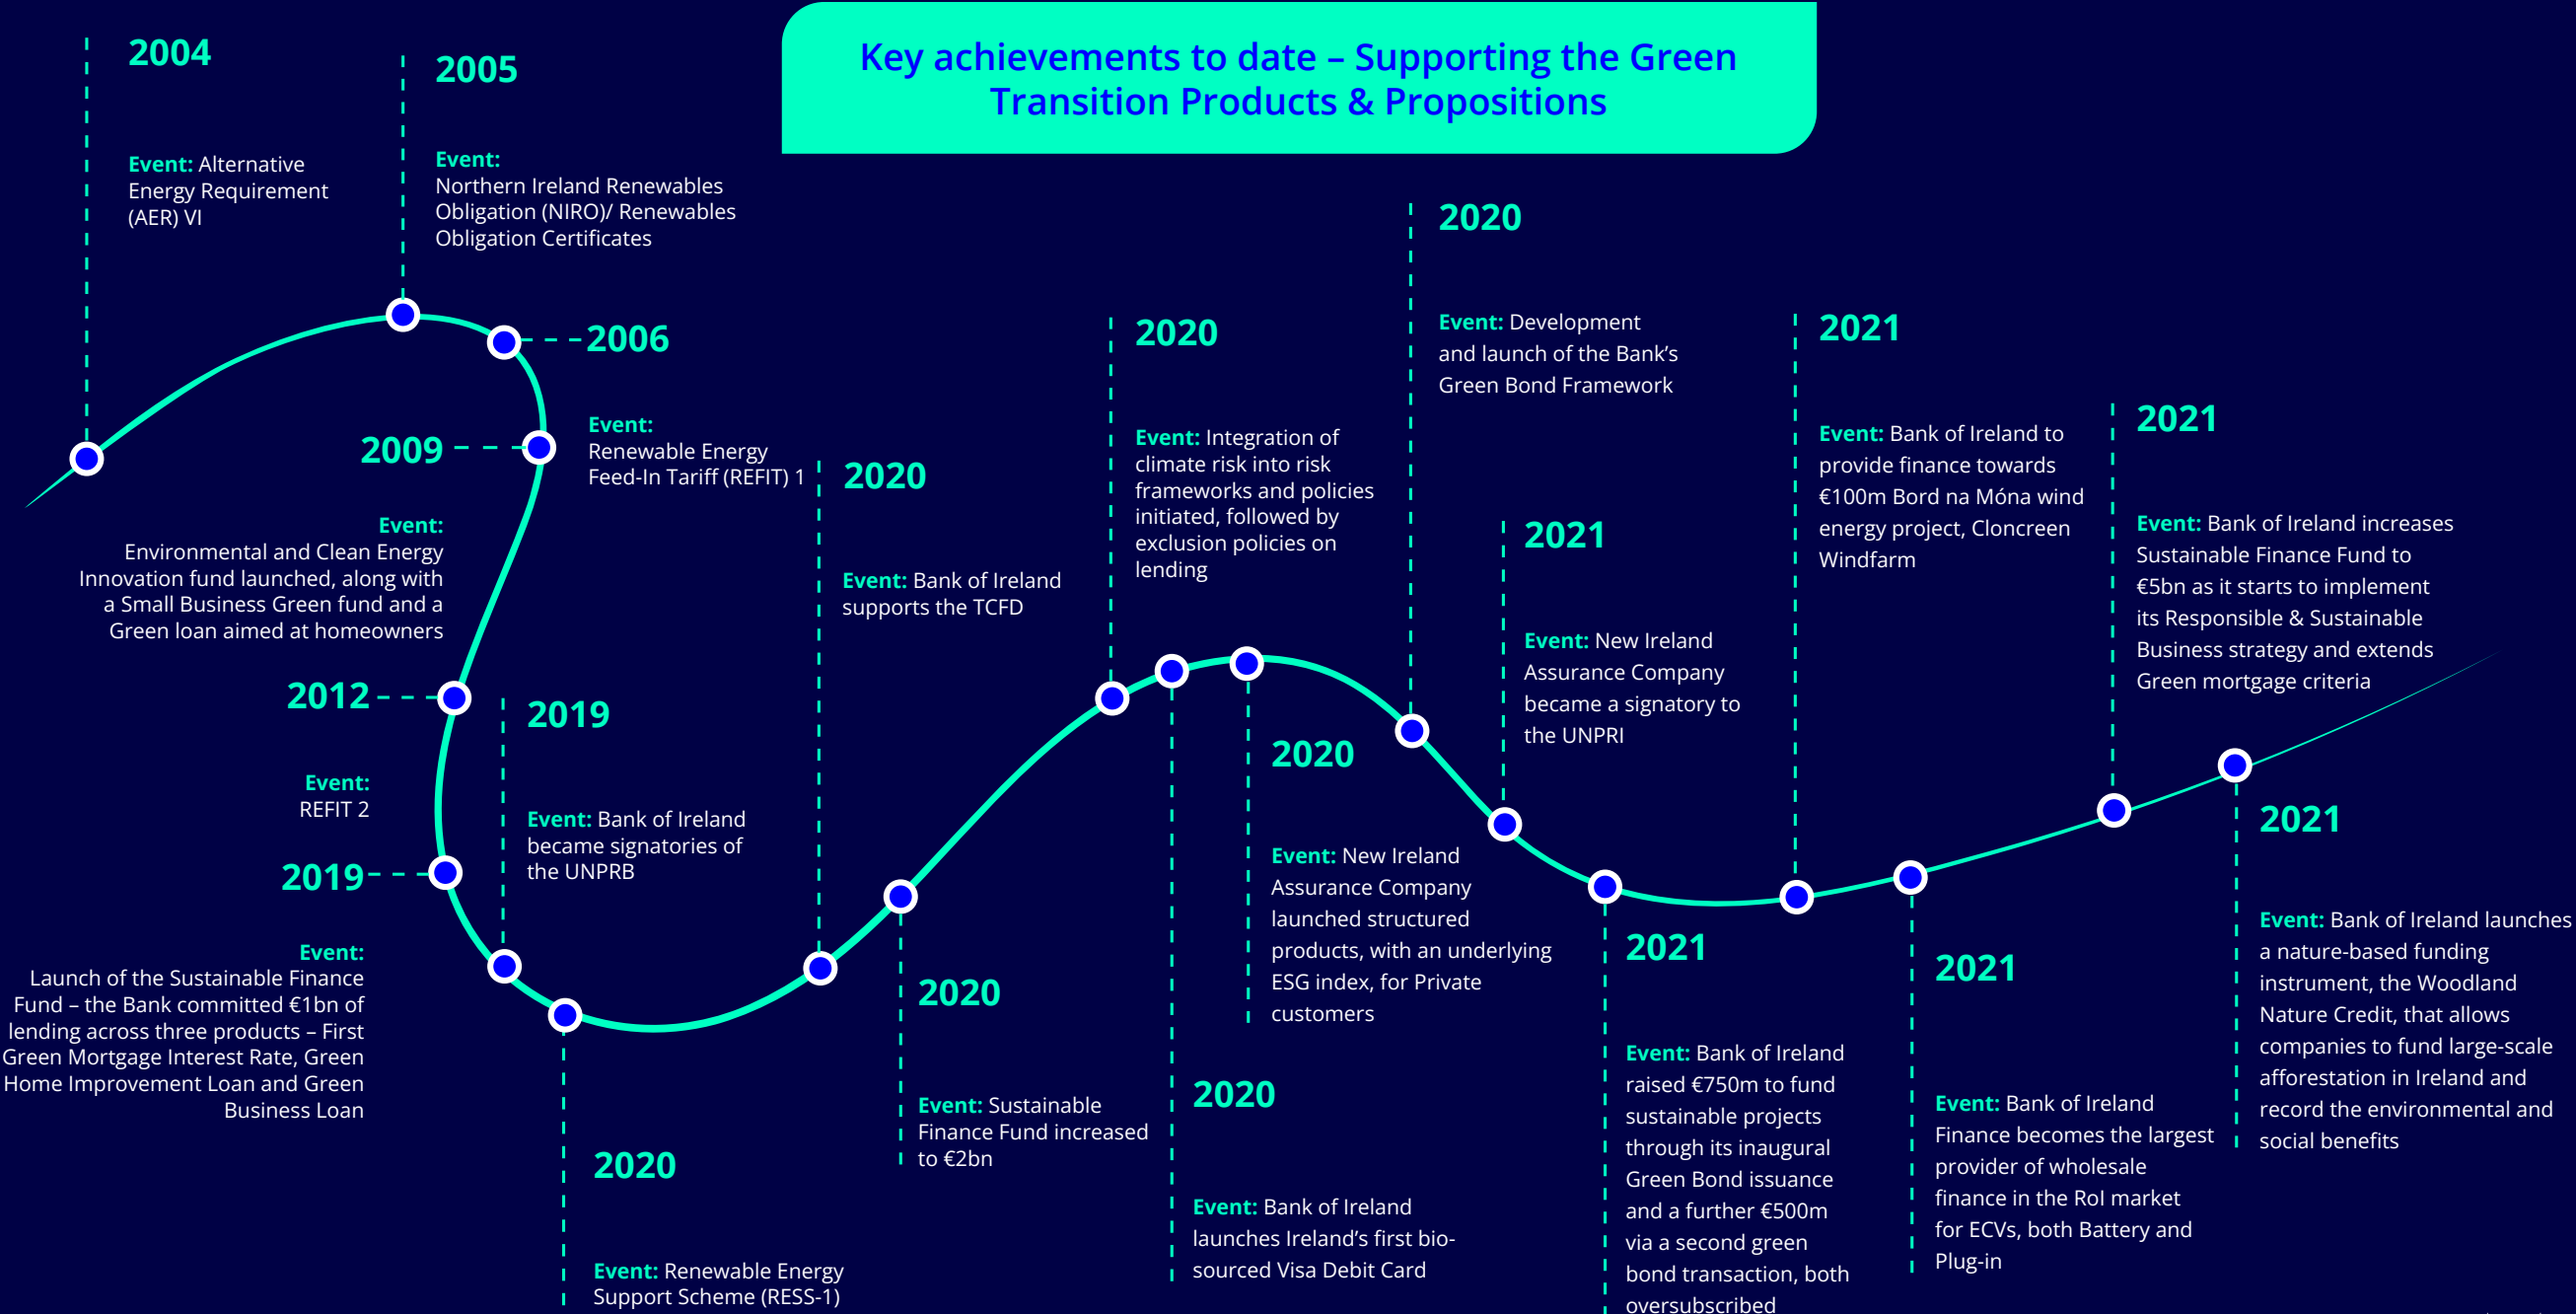 Key achievements to date – Supporting the Green
Transition Products & Propositions
2004
Event: Alternative
Energy Requirement
(AER) VI
2005
Event:
Northern Ireland Renewables
Obligation (NIRO)/ Renewables
Obligation Certificates
2006
Event:
Renewable Energy
Feed-In Tariff (REFIT) 1
2009
Event:
Environmental and Clean Energy
Innovation fund launched, along with
a Small Business Green fund and a
Green loan aimed at homeowners
2012
Event:
REFIT 2
2019
Event:
Launch of the Sustainable Finance
Fund – the Bank committed €1bn of
lending across three products – First
Green Mortgage Interest Rate, Green
Home Improvement Loan and Green
Business Loan
2019
Event: Bank of Ireland
became signatories of
the UNPRB
2020
Event: Renewable Energy
Support Scheme (RESS-1)
2020
Event: Bank of Ireland
supports the TCFD
2020
Event: Sustainable
Finance Fund increased
to €2bn
2020
Event: Integration of
climate risk into risk
frameworks and policies
initiated, followed by
exclusion policies on
lending
2020
Event: Bank of Ireland
launches Ireland’s first bio-
sourced Visa Debit Card
2020
Event: New Ireland
Assurance Company
launched structured
products, with an underlying
ESG index, for Private
customers
2020
Event: Development
and launch of the Bank’s
Green Bond Framework
2021
Event: New Ireland
Assurance Company
became a signatory to
the UNPRI
2021
Event: Bank of Ireland
raised €750m to fund
sustainable projects
through its inaugural
Green Bond issuance
and a further €500m
via a second green
bond transaction, both
oversubscribed
2021
Event: Bank of Ireland to
provide finance towards
€100m Bord na Móna wind
energy project, Cloncreen
Windfarm
2021
Event: Bank of Ireland
Finance becomes the largest
provider of wholesale
finance in the RoI market
for ECVs, both Battery and
Plug-in
2021
Event: Bank of Ireland increases
Sustainable Finance Fund to
€5bn as it starts to implement
its Responsible & Sustainable
Business strategy and extends
Green mortgage criteria
2021
Event: Bank of Ireland launches
a nature-based funding
instrument, the Woodland
Nature Credit, that allows
companies to fund large-scale
afforestation in Ireland and
record the environmental and
social benefits